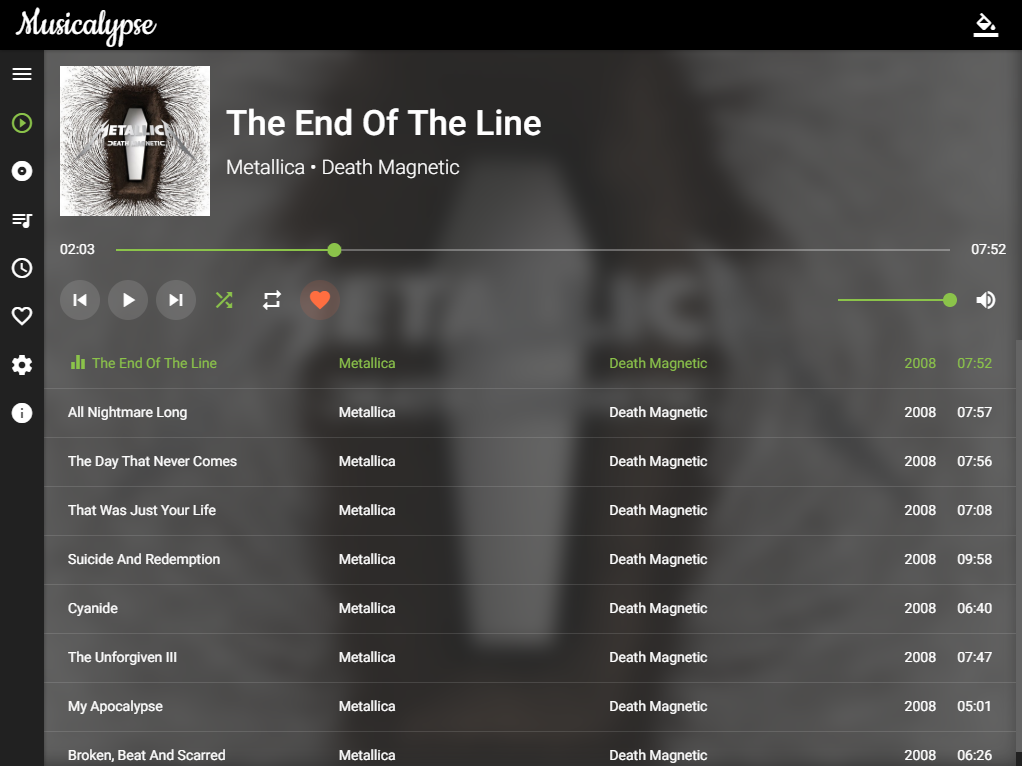 Musicalypse
METALLICA
DEATH MAGNETIC
The End Of The Line
Metallica • Death Magnetic
02:03 07:52
The End Of The Line Metallica Death Magnetic 2008 07:52
All Nightmare Long Metallica Death Magnetic 2008 07:57
The Day That Never Comes Metallica Death Magnetic 2008 07:56
That Was Just Your Life Metallica Death Magnetic 2008 07:08
Suicide And Redemption Metallica Death Magnetic 2008 09:58
Cyanide Metallica Death Magnetic 2008 06:40
The Unforgiven III Metallica Death Magnetic 2008 07:47
My Apocalypse Metallica Death Magnetic 2008 05:01
Broken, Beat And Scarred Metallica Death Magnetic 2008 06:26